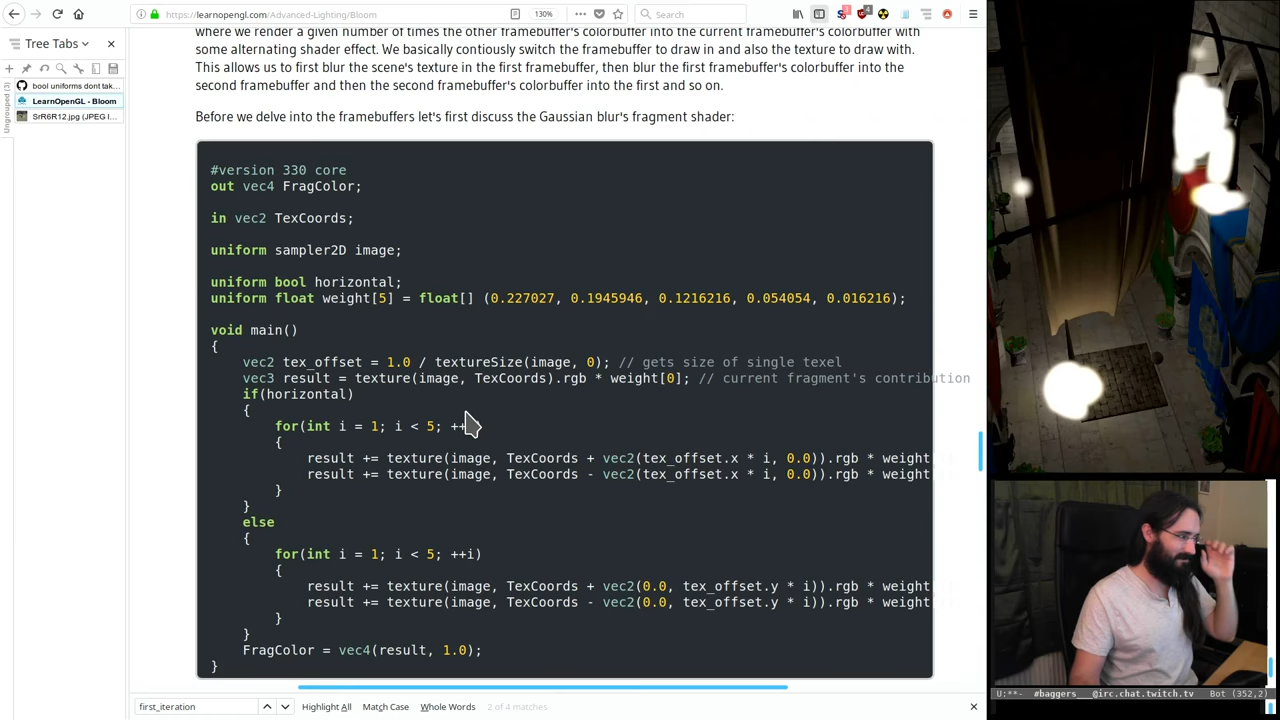 https://learnopengl.com/Advanced-Lighting/Bloom
130%
Search
Tree Tabs
Ungrouped (3)
bool uniforms dont tak...
LearnOpenGL - Bloom
SrR6R12.jpg (JPEG I...
where we render a given number of times the other framebuffer's colorbuffer into the current framebuffer's colorbuffer with
some alternating shader effect. We basically contiously switch the framebuffer to draw in and also the texture to draw with.
This allows us to first blur the scene's texture in the first framebuffer, then blur the first framebuffer's colorbuffer into the
second framebuffer and then the second framebuffer's colorbuffer into the first and so on.
Before we delve into the framebuffers let's first discuss the Gaussian blur's fragment shader:
#version 330 core
out vec4 FragColor;
in vec2 TexCoords;
uniform sampler2D image;
uniform bool horizontal;
uniform float weight[5] = float[] (0.227027, 0.1945946, 0.1216216, 0.054054, 0.016216);
void main()
{
vec2 tex_offset = 1.0 / textureSize(image, 0); // gets size of single texel
vec3 result = texture(image, TexCoords).rgb * weight[0]; // current fragment's contribution
if(horizontal)
{
for(int i = 1; i < 5; ++
{
result += texture(image, TexCoords + vec2(tex_offset.x * i, 0.0)).rgb * weight
result += texture(image, TexCoords - vec2(tex_offset.x * i, 0.0)).rgb * weight
}
}
else
{
for(int i = 1; i < 5; ++i)
{
result += texture(image, TexCoords + vec2(0.0, tex_offset.y * i)).rgb * weight
result += texture(image, TexCoords - vec2(0.0, tex_offset.y * i)).rgb * weight
}
}
FragColor = vec4(result, 1.0);
}
first_iteration
Highlight All
Match Case
Whole Words
2 of 4 matches
U:**- #baggers__@irc.chat.twitch.tv Bot (352,2)